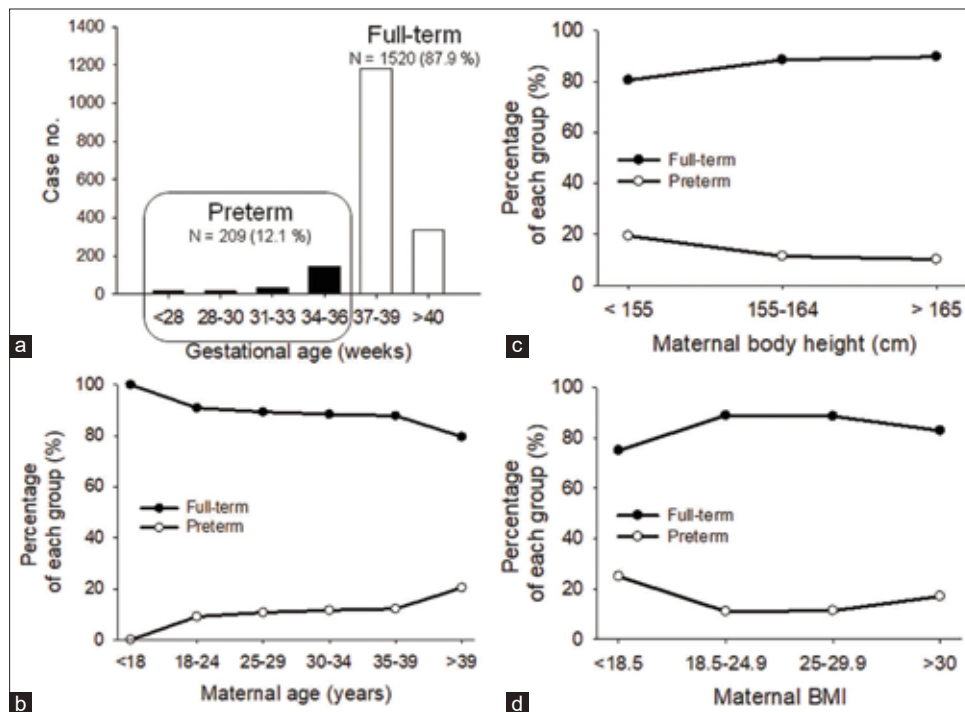 Full-term
N = 1520 (87.9 %)
Preterm
N = 209 (12.1 %)
1400
1200
1000
800
600
400
200
0
Case no.
<28 28-30 31-33 34-36 37-39 >40
Gestational age (weeks)
a
100
80
60
40
20
0
Percentage
of each group (%)
Full-term
Preterm
< 155 155-164 > 165
Maternal body height (cm)
c
100
80
60
40
20
0
Percentage
of each group (%)
Full-term
Preterm
<18 18-24 25-29 30-34 35-39 >39
Maternal age (years)
b
100
80
60
40
20
0
Percentage
of each group (%)
Full-term
Preterm
<18.5 18.5-24.9 25-29.9 >30
Maternal BMI
d